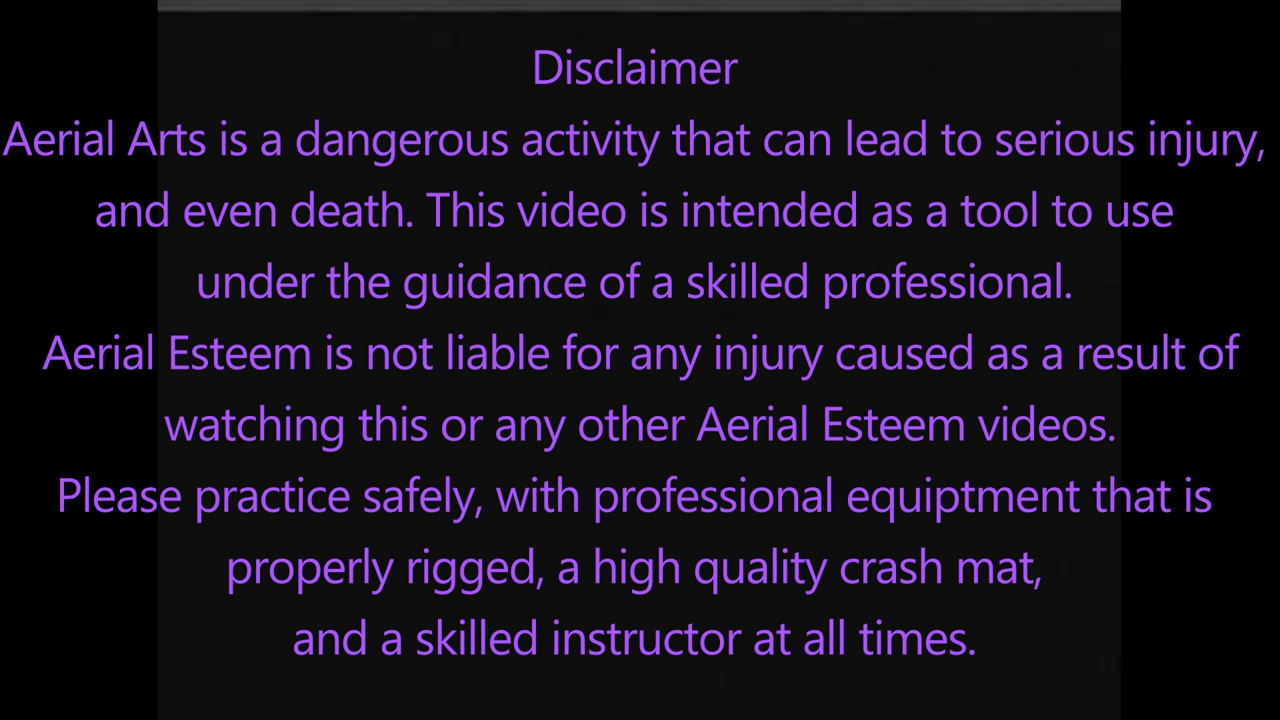 Disclaimer
Aerial Arts is a dangerous activity that can lead to serious injury,
and even death. This video is intended as a tool to use
under the guidance of a skilled professional.
Aerial Esteem is not liable for any injury caused as a result of
watching this or any other Aerial Esteem videos.
Please practice safely, with professional equiptment that is
properly rigged, a high quality crash mat,
and a skilled instructor at all times.